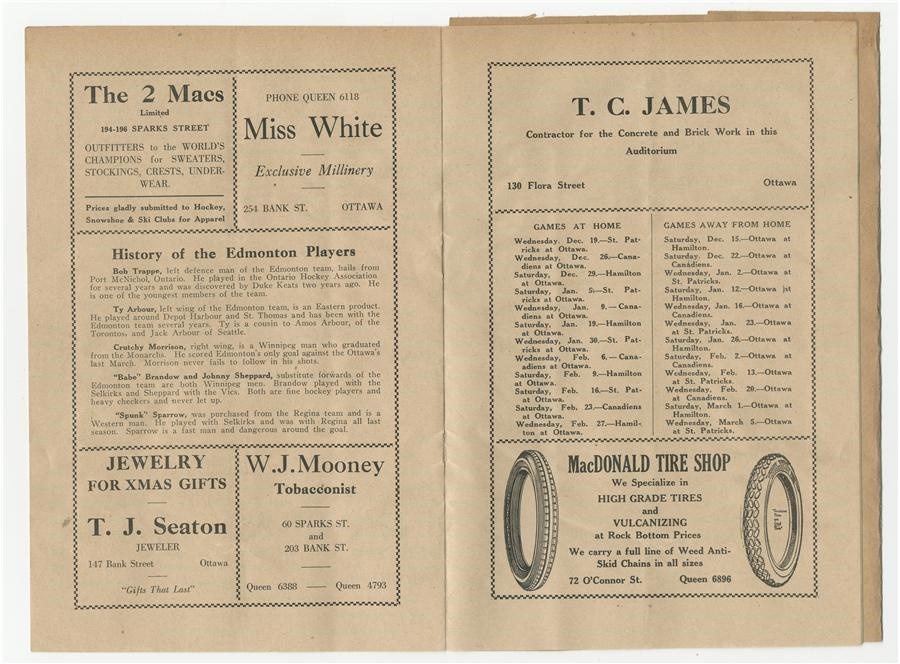 The 2 Macs
Limited
194-196 SPARKS STREET
OUTFITTERS to the WORLD'S
CHAMPIONS for SWEATERS,
STOCKINGS, CRESTS, UNDER-
WEAR.
Prices gladly submitted to Hockey,
Snowshoe & Ski Clubs for Apparel
PHONE QUEEN 6118
Miss White
Exclusive Millinery
254 BANK ST. OTTAWA
History of the Edmonton Players
Bob Trappe, left defence man of the Edmonton team, hails from
Port McNichol, Ontario. He played in the Ontario Hockey Association
for several years and was discovered by Duke Keats two years ago. He
is one of the youngest members of the team.
Ty Arbour, left wing of the Edmonton team, is an Eastern product.
He played around Depot Harbour and St. Thomas and has been with the
Edmonton team several years. Ty is a cousin to Amos Arbour, of the
Torontos and Jack Arbour of Seattle.
Crutchy Morrison, right wing, is a Winnipeg man who graduated
from the Monarchs. He scored Edmonton's only goal against the Ottawa's
last March. Morrison never fails to follow in his shots.
"Babe" Brandow and Johnny Sheppard, substitute forwards of the
Edmonton team are both Winnipeg men. Brandow played with the
Selkirks and Sheppard with the Vics. Both are fine hockey players and
heavy checkers and never let up.
"Spunk" Sparrow, was purchased from the Regina team and is a
Western man. He played with Selkirks and was with Regina all last
season. Sparrow is a fast man and dangerous around the goal.
JEWELRY
FOR XMAS GIFTS
T. J. Seaton
JEWELER
147 Bank Street Ottawa
"Gifts That Last"
W.J.Mooney
Tobacconist
60 SPARKS ST.
and
203 BANK ST.
Queen 6388 Queen 4793
T. C. JAMES
Contractor for the Concrete and Brick Work in this
Auditorium
130 Flora Street Ottawa
GAMES AT HOME
Wednesday. Dec. 19.—St. Pat-
ricks at Ottawa.
Wednesday, Dec. 26.—Cana-
diens at Ottawa.
Saturday, Dec. 29.—Hamilton
at Ottawa.
Saturday, Jan. 5.—St. Pat-
ricks at Ottawa.
Wednesday, Jan. 9.—Cana-
diens at Ottawa.
Saturday, Jan. 19.—Hamilton
at Ottawa.
Wednesday, Jan. 30.—St. Pat-
ricks at Ottawa.
Wednesday, Feb. 6.—Cana-
adiens at Ottawa.
Saturday, Feb. 9.—Hamilton
at Ottawa.
Saturday, Feb. 16.—St. Pat-
at Ottawa.
Saturday, Feb. 23.—Canadiens
at Ottawa.
Wednesday, Feb. 27.—Hamil-
ton at Ottawa.
GAMES AWAY FROM HOME
Saturday, Dec. 15.—Ottawa at
Hamilton.
Saturday. Dec. 22.—Ottawa at
Canadiens.
Wednesday, Jan. 2.—Ottawa at
St. Patricks.
Saturday, Jan. 12.—Ottawa jst
Hamilton.
Wednesday, Jan. 16.—Ottawa at
Canadiens.
Wednesday, Jan. 23.—Ottawa
at St. Patricks.
Saturday, Jan. 26.—Ottawa at
Hamilton.
Saturday, Feb. 2.—Ottawa at
Canadiens.
Wednesday, Feb. 13.—Ottawa
at St. Patricks.
Wednesday, Feb. 20.—Ottawa
at Canadiens.
Saturday, March 1.—Ottawa at
Hamilton.
Wednesday, March 5.—Ottawa
at St. Patricks.
MacDONALD TIRE SHOP
We Specialize in
HIGH GRADE TIRES
and
VULCANIZING
at Rock Bottom Prices
We carry a full line of Weed Anti-
Skid Chains in all sizes
72 O'Connor St. Queen 6896